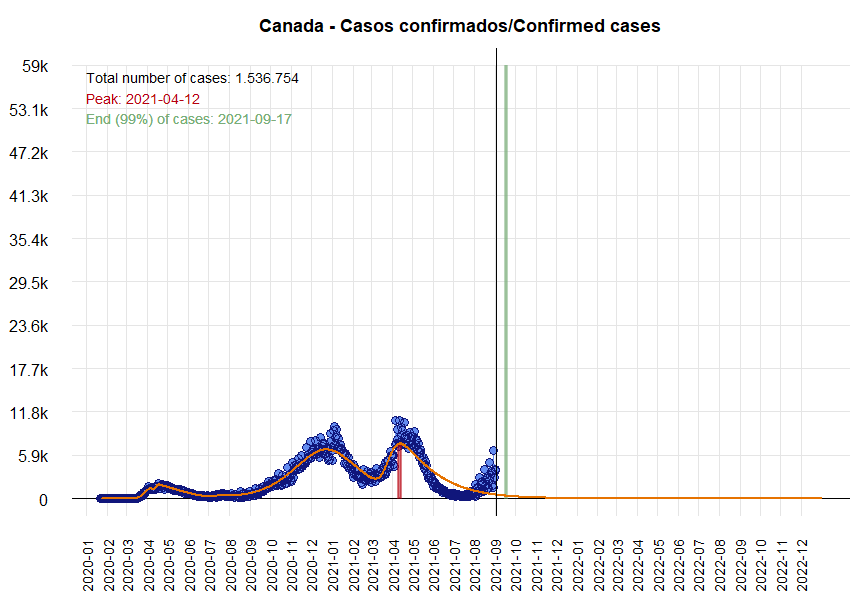 Canada - Casos confirmados/Confirmed cases
59k
53.1k
47.2k
41.3k
35.4k
29.5k
23.6k
17.7k
11.8k
5.9k
0
Total number of cases: 1.536.754
Peak: 2021-04-12
End (99%) of cases: 2021-09-17
2020-01
2020-02
2020-03
2020-04
2020-05
2020-06
2020-07
2020-08
2020-09
2020-10
2020-11
2020-12
2021-01
2021-02
2021-03
2021-04
2021-05
2021-06
2021-07
2021-08
2021-09
2021-10
2021-11
2021-12
2022-01
2022-02
2022-03
2022-04
2022-05
2022-06
2022-07
2022-08
2022-09
2022-10
2022-11
2022-12